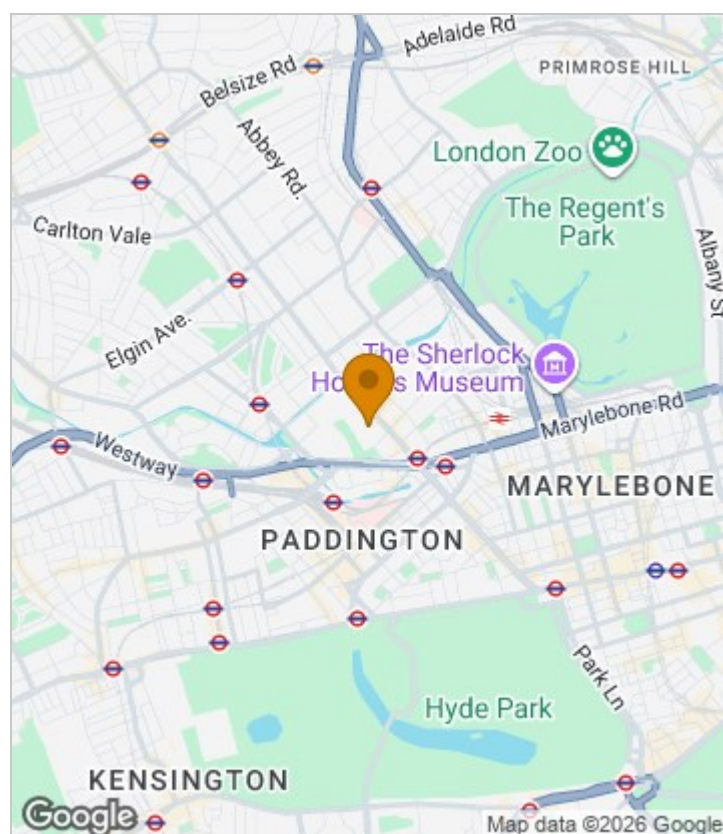 Adelaide Rd
Belsize Rd
PRIMROSE HILL
Abbey Rd.
London Zoo
The Regent's
Park
Carlton Vale
Albany St
Elgin Ave.
The Sherlock
Museum
Marylebone Rd
Westway
MARYLEBONE
PADDINGTON
Park Ln
Hyde Park
KENSINGTON
Google
Map data ©2026 Google